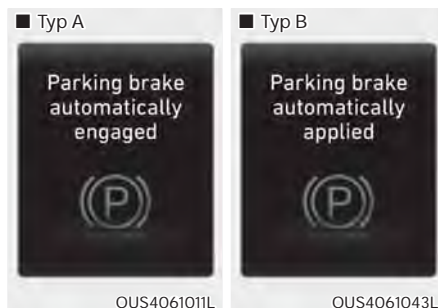 ■ Typ A
Parking brake
automatically
engaged
P
OUS4061011L
■ Typ B
Parking brake
automatically
applied
P
OUS4061043L